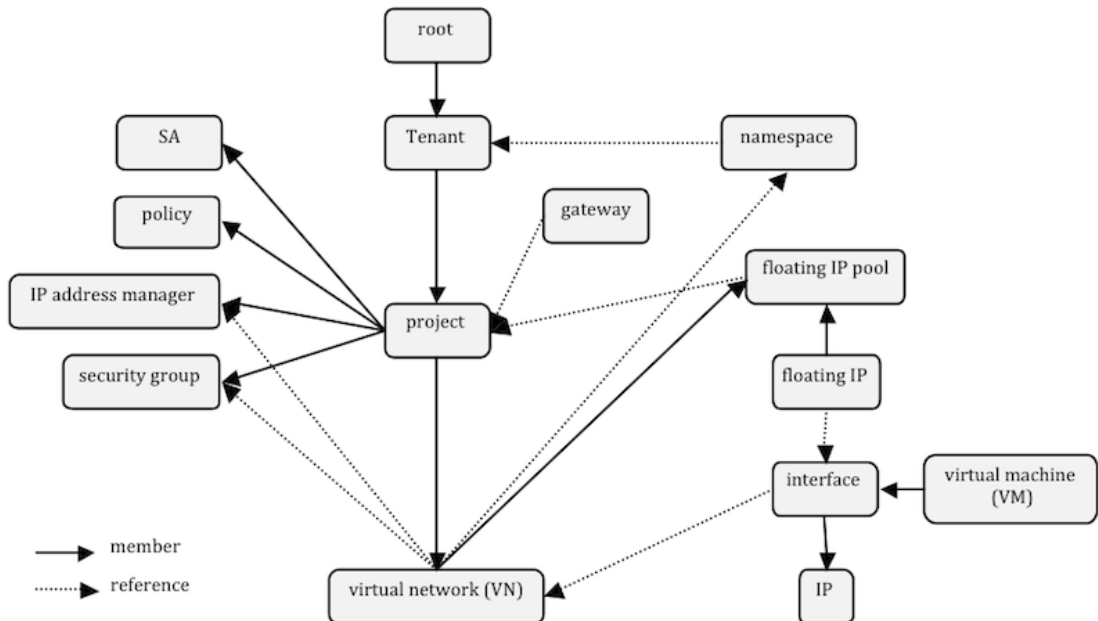 root
SA
Tenant
namespace
policy
gateway
IP address manager
floating IP pool
project
security group
floating IP
interface
virtual machine
(VM)
member
reference
virtual network (VN)
IP